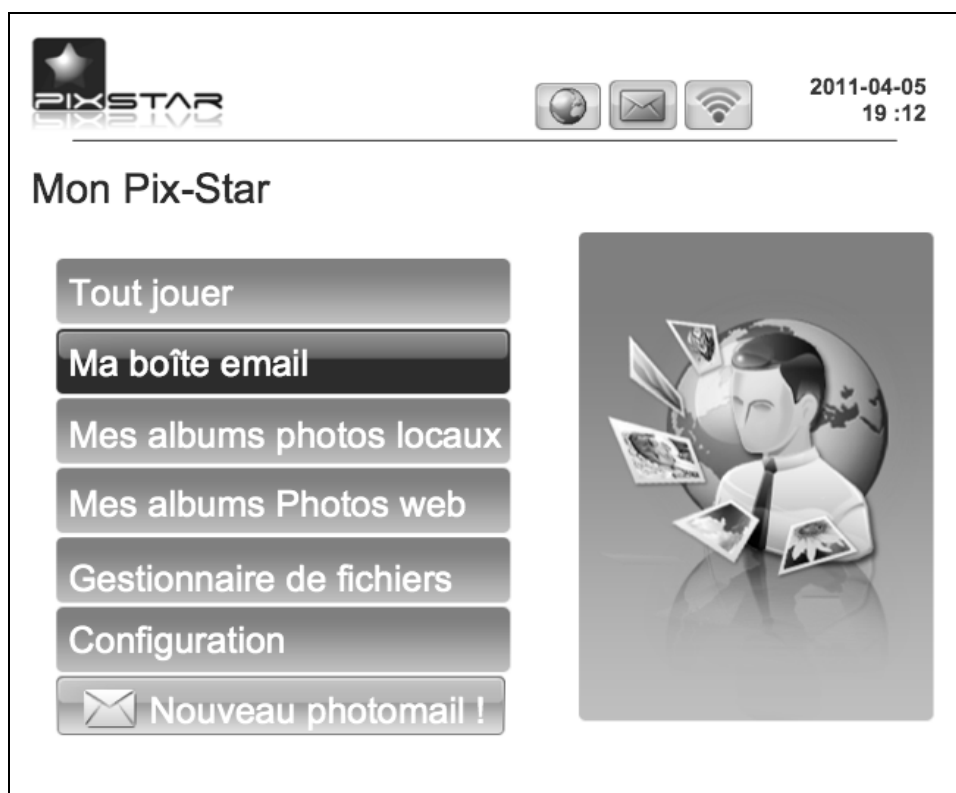 PIXSTAR
2011-04-05
19 :12
Mon Pix-Star
Tout jouer
Ma boîte email
Mes albums photos locaux
Mes albums Photos web
Gestionnaire de fichiers
Configuration
Nouveau photomail !